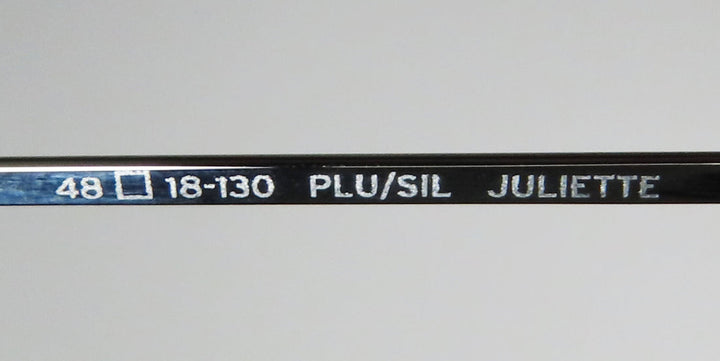 48 □ 18-130 PLU/SIL JULIETTE